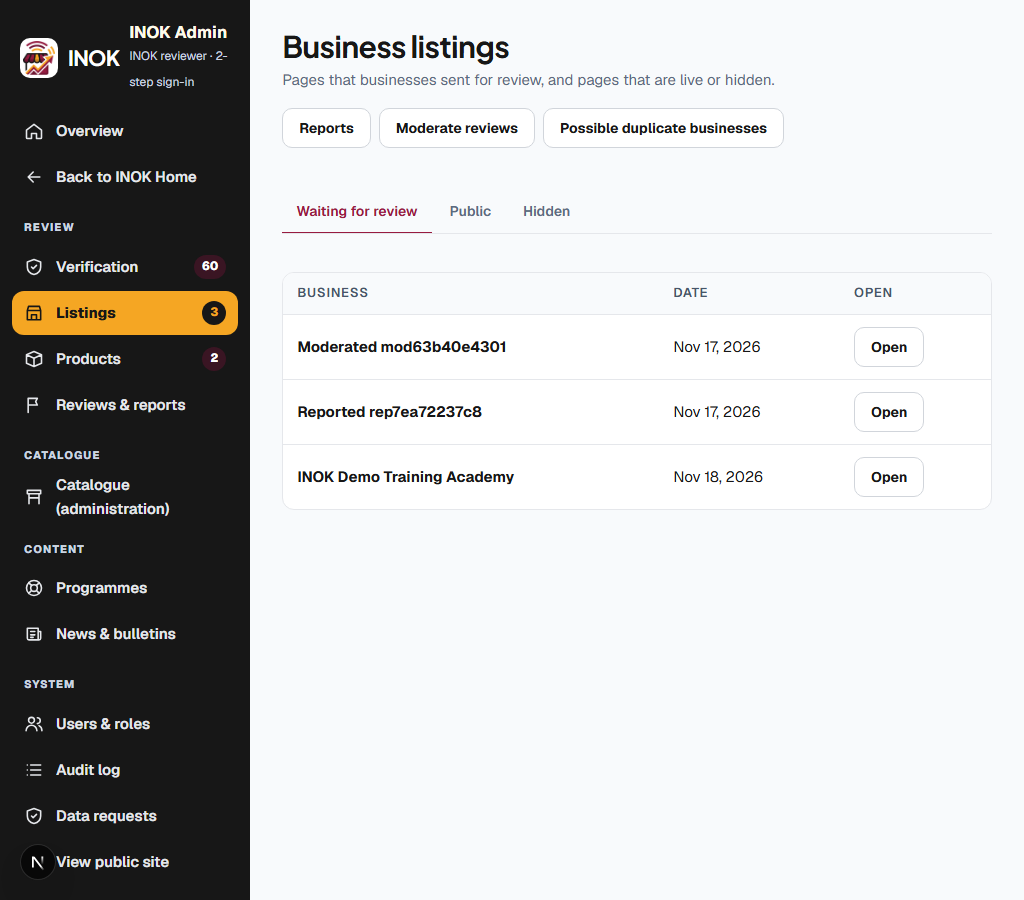 INOK
INOK Admin
INOK reviewer · 2-
step sign-in
Overview
Back to INOK Home
REVIEW
Verification 60
Listings 3
Products 2
Reviews & reports
CATALOGUE
Catalogue
(administration)
CONTENT
Programmes
News & bulletins
SYSTEM
Users & roles
Audit log
Data requests
N View public site
Business listings
Pages that businesses sent for review, and pages that are live or hidden.
Reports Moderate reviews Possible duplicate businesses
Waiting for review Public Hidden
BUSINESS DATE OPEN
Moderated mod63b40e4301 Nov 17, 2026 Open
Reported rep7ea72237c8 Nov 17, 2026 Open
INOK Demo Training Academy Nov 18, 2026 Open